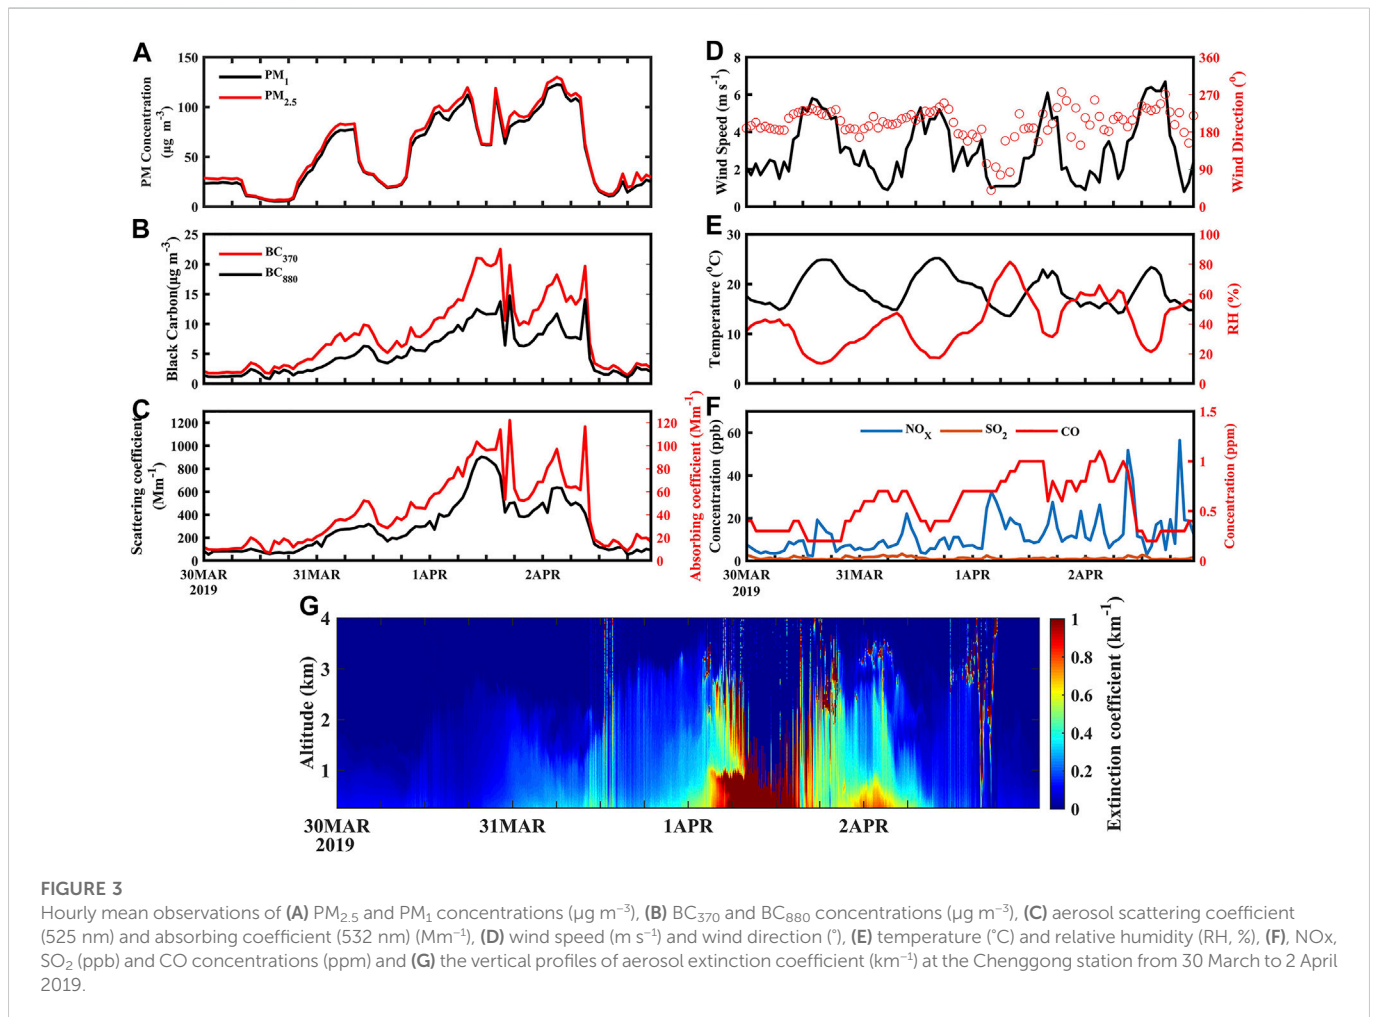 A
PM Concentration
(µg m⁻³)
150
100
50
0
PM₁
PM₂.₅
B
Black Carbon(µg m⁻³)
25
20
15
10
5
0
BC₃₇₀
BC₈₈₀
C
Scattering coefficient
(Mm⁻¹)
1200
1000
800
600
400
200
0
120
100
80
60
40
20
0
Absorbing coefficient (Mm⁻¹)
30MAR 31MAR 1APR 2APR
2019
D
Wind Speed (m s⁻¹)
8
6
4
2
0
360
270
180
90
0
Wind Direction (°)
E
Temperature (°C)
30
20
10
0
100
80
60
40
20
0
RH (%)
F
Concentration (ppb)
60
40
20
0
NOX SO₂ CO
1.5
1
0.5
0
Concentration (ppm)
30MAR 31MAR 1APR 2APR
2019
G
Altitude (km)
4
3
2
1
30MAR 31MAR 1APR 2APR
2019
1
0.8
0.6
0.4
0.2
0
Extinction coefficient (km⁻¹)
FIGURE 3
Hourly mean observations of (A) PM₂.₅ and PM₁ concentrations (µg m⁻³), (B) BC₃₇₀ and BC₈₈₀ concentrations (µg m⁻³), (C) aerosol scattering coefficient
(525 nm) and absorbing coefficient (532 nm) (Mm⁻¹), (D) wind speed (m s⁻¹) and wind direction (°), (E) temperature (°C) and relative humidity (RH, %), (F), NOx,
SO₂ (ppb) and CO concentrations (ppm) and (G) the vertical profiles of aerosol extinction coefficient (km⁻¹) at the Chenggong station from 30 March to 2 April
2019.